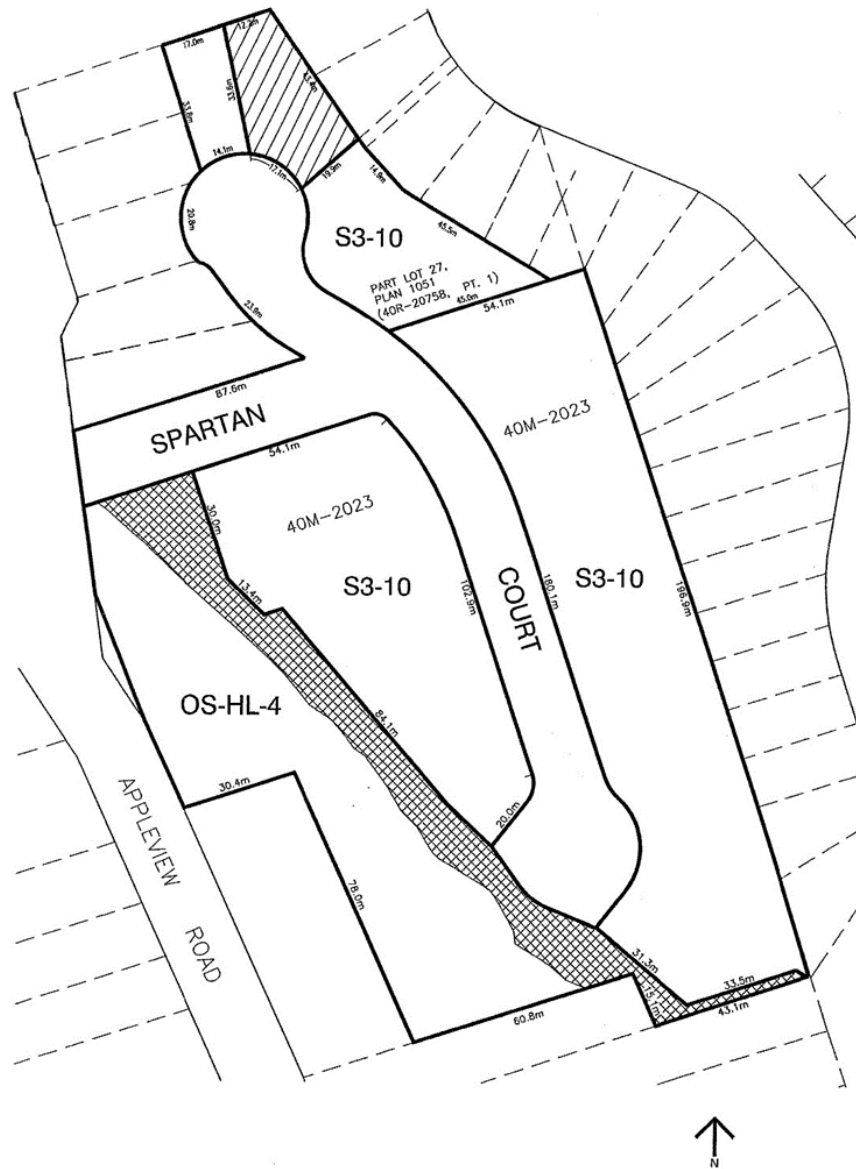 17.0m
12.2m
33.8m
33.6m
43.4m
14.1m
17.1m
19.9m
14.9m
20.8m
S3-10
45.5m
PART LOT 27,
PLAN 1051
(40R-20758, PT. 1)
45.0m
54.1m
23.9m
87.6m
SPARTAN
40M-2023
54.1m
30.0m
40M-2023
13.4m
S3-10
102.9m
COURT
180.1m
S3-10
196.9m
OS-HL-4
84.1m
30.4m
20.0m
APPLEVIEW
ROAD
78.0m
31.3m
33.5m
15.1m
43.1m
60.8m
N